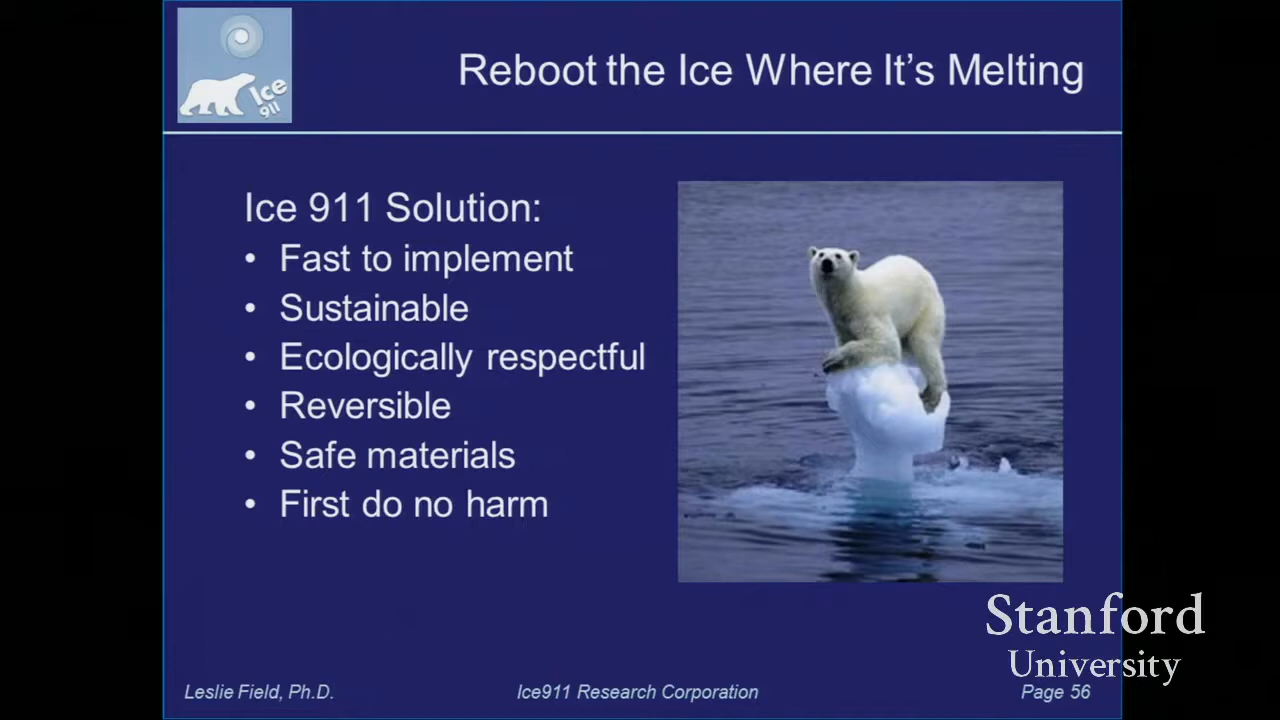 Ice
911
Reboot the Ice Where It's Melting
Ice 911 Solution:
• Fast to implement
• Sustainable
• Ecologically respectful
• Reversible
• Safe materials
• First do no harm
Stanford
University
Leslie Field, Ph.D.
Ice911 Research Corporation
Page 56